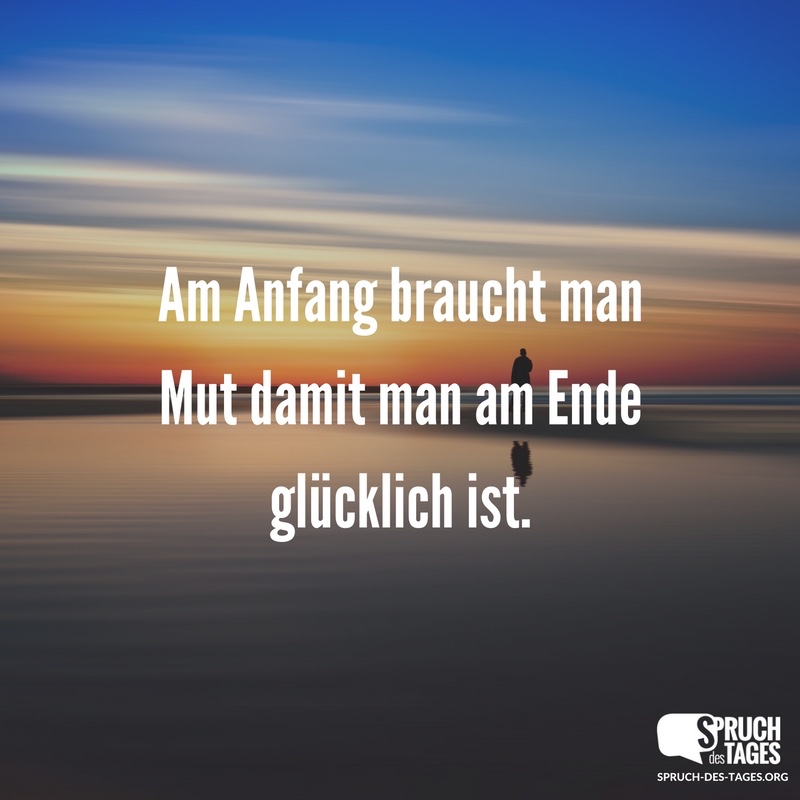 Am Anfang braucht man
Mut damit man am Ende
glücklich ist.
SPRUCH
des TAGES
SPRUCH-DES-TAGES.ORG